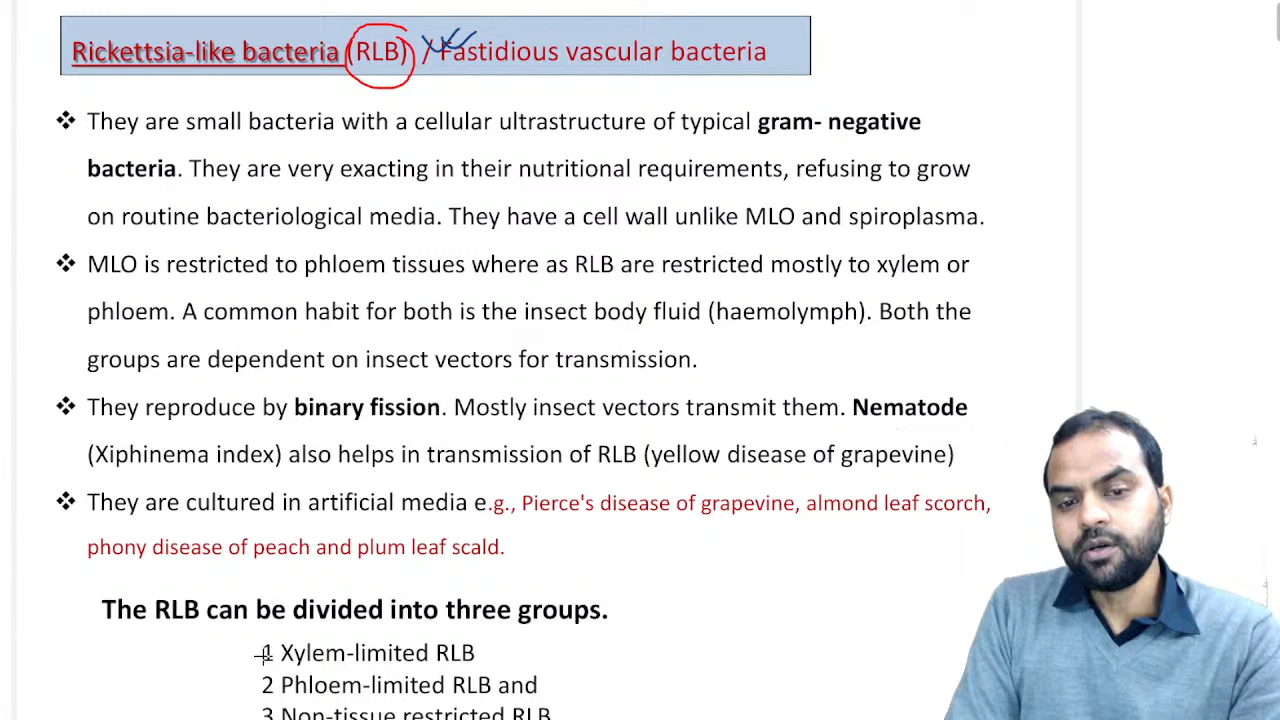 Rickettsia-like bacteria (RLB) / Fastidious vascular bacteria
❖ They are small bacteria with a cellular ultrastructure of typical gram- negative
bacteria. They are very exacting in their nutritional requirements, refusing to grow
on routine bacteriological media. They have a cell wall unlike MLO and spiroplasma.
❖ MLO is restricted to phloem tissues where as RLB are restricted mostly to xylem or
phloem. A common habit for both is the insect body fluid (haemolymph). Both the
groups are dependent on insect vectors for transmission.
❖ They reproduce by binary fission. Mostly insect vectors transmit them. Nematode
(Xiphinema index) also helps in transmission of RLB (yellow disease of grapevine)
❖ They are cultured in artificial media e.g., Pierce's disease of grapevine, almond leaf scorch,
phony disease of peach and plum leaf scald.
The RLB can be divided into three groups.
1 Xylem-limited RLB
2 Phloem-limited RLB and
3 Non-tissue restricted RLB